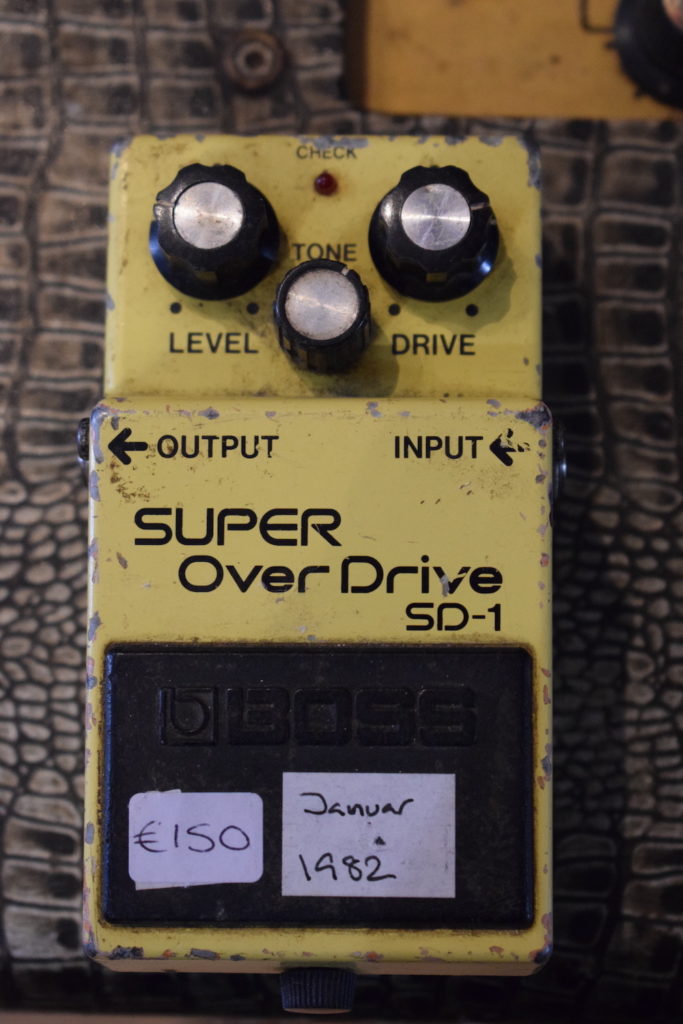 CHECK
TONE
LEVEL
DRIVE
OUTPUT
INPUT
SUPER
Over Drive
SD-1
BOSS
€150
Januar
1982